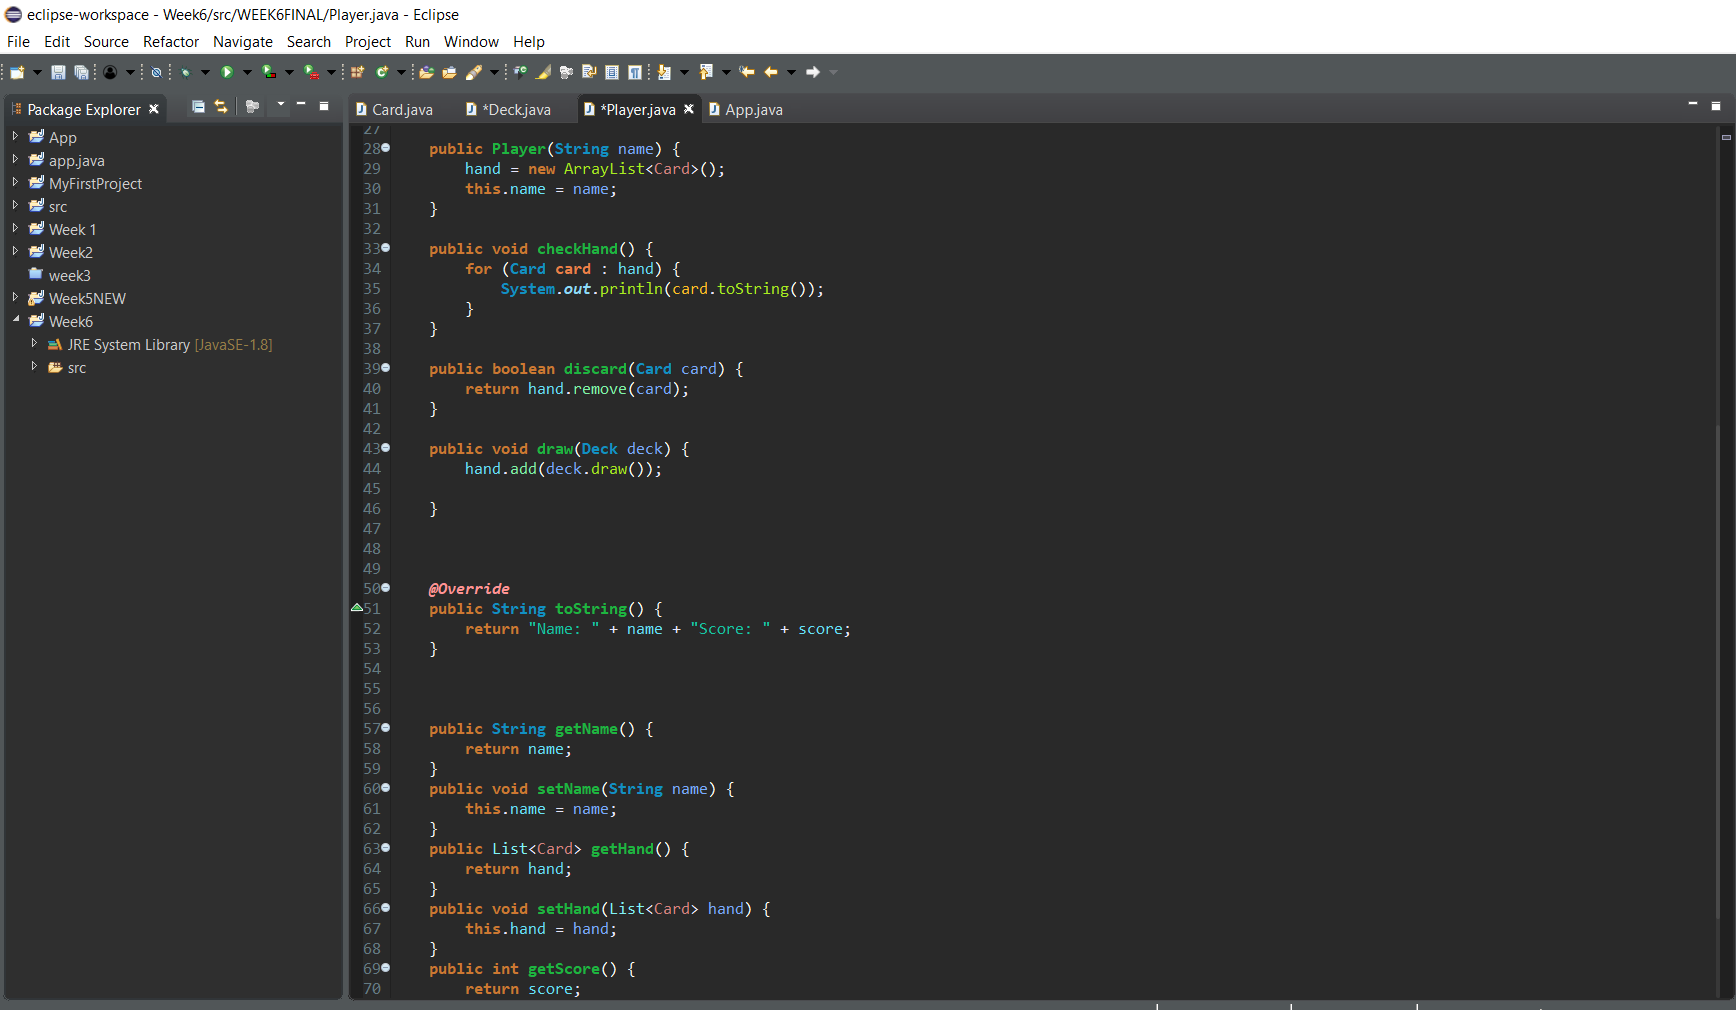 eclipse-workspace - Week6/src/WEEK6FINAL/Player.java - Eclipse
File Edit Source Refactor Navigate Search Project Run Window Help
Package Explorer
Card.java *Deck.java *Player.java App.java
App
app.java
MyFirstProject
src
Week 1
Week2
week3
Week5NEW
Week6
JRE System Library [JavaSE-1.8]
src
27
28 public Player(String name) {
29 hand = new ArrayList<Card>();
30 this.name = name;
31 }
32
33 public void checkHand() {
34 for (Card card : hand) {
35 System.out.println(card.toString());
36 }
37 }
38
39 public boolean discard(Card card) {
40 return hand.remove(card);
41 }
42
43 public void draw(Deck deck) {
44 hand.add(deck.draw());
45
46 }
47
48
49
50 @Override
51 public String toString() {
52 return "Name: " + name + "Score: " + score;
53 }
54
55
56
57 public String getName() {
58 return name;
59 }
60 public void setName(String name) {
61 this.name = name;
62 }
63 public List<Card> getHand() {
64 return hand;
65 }
66 public void setHand(List<Card> hand) {
67 this.hand = hand;
68 }
69 public int getScore() {
70 return score;